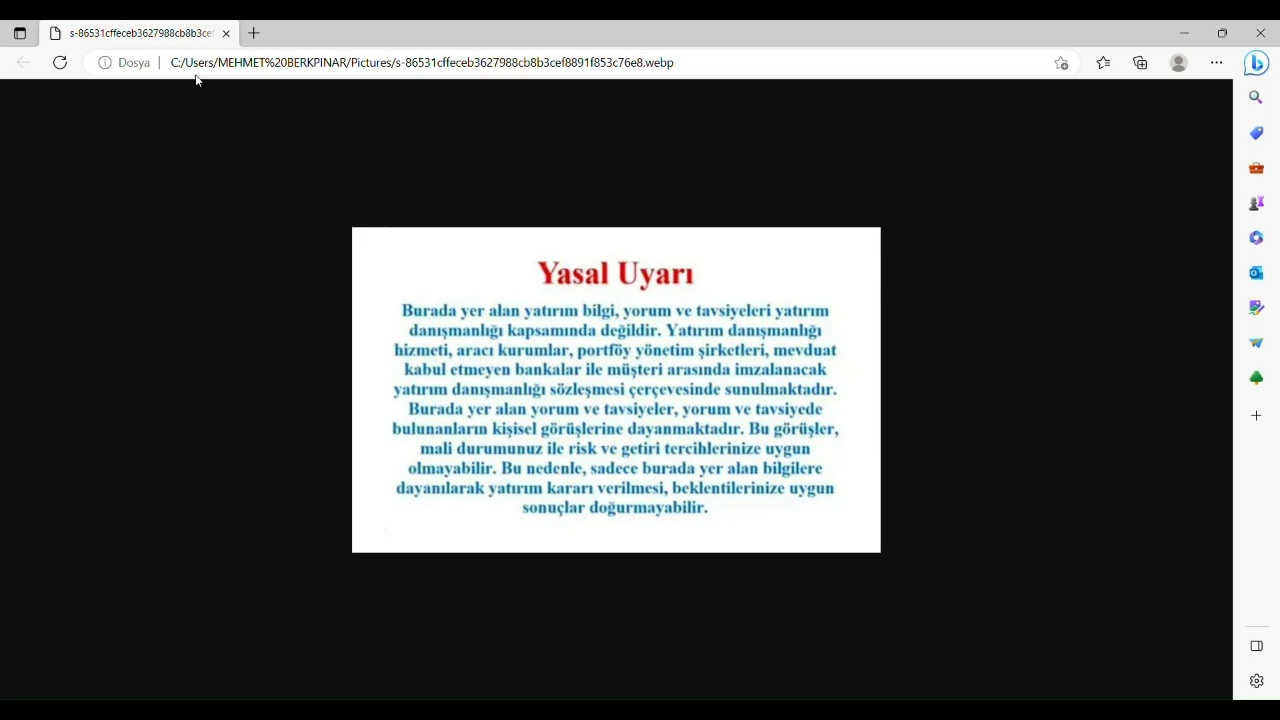 s-86531cffeceb3627988cb8b3cef
Dosya
C:/Users/MEHMET%20BERKPINAR/Pictures/s-86531cffeceb3627988cb8b3cef8891f853c76e8.webp
Yasal Uyarı
Burada yer alan yatırım bilgi, yorum ve tavsiyeleri yatırım
danışmanlığı kapsamında değildir. Yatırım danışmanlığı
hizmeti, aracı kurumlar, portföy yönetim şirketleri, mevduat
kabul etmeyen bankalar ile müşteri arasında imzalanacak
yatırım danışmanlığı sözleşmesi çerçevesinde sunulmaktadır.
Burada yer alan yorum ve tavsiyeler, yorum ve tavsiyede
bulunanların kişisel görüşlerine dayanmaktadır. Bu görüşler,
mali durumunuz ile risk ve getiri tercihlerinize uygun
olmayabilir. Bu nedenle, sadece burada yer alan bilgilere
dayanılarak yatırım kararı verilmesi, beklentilerinize uygun
sonuçlar doğurmayabilir.